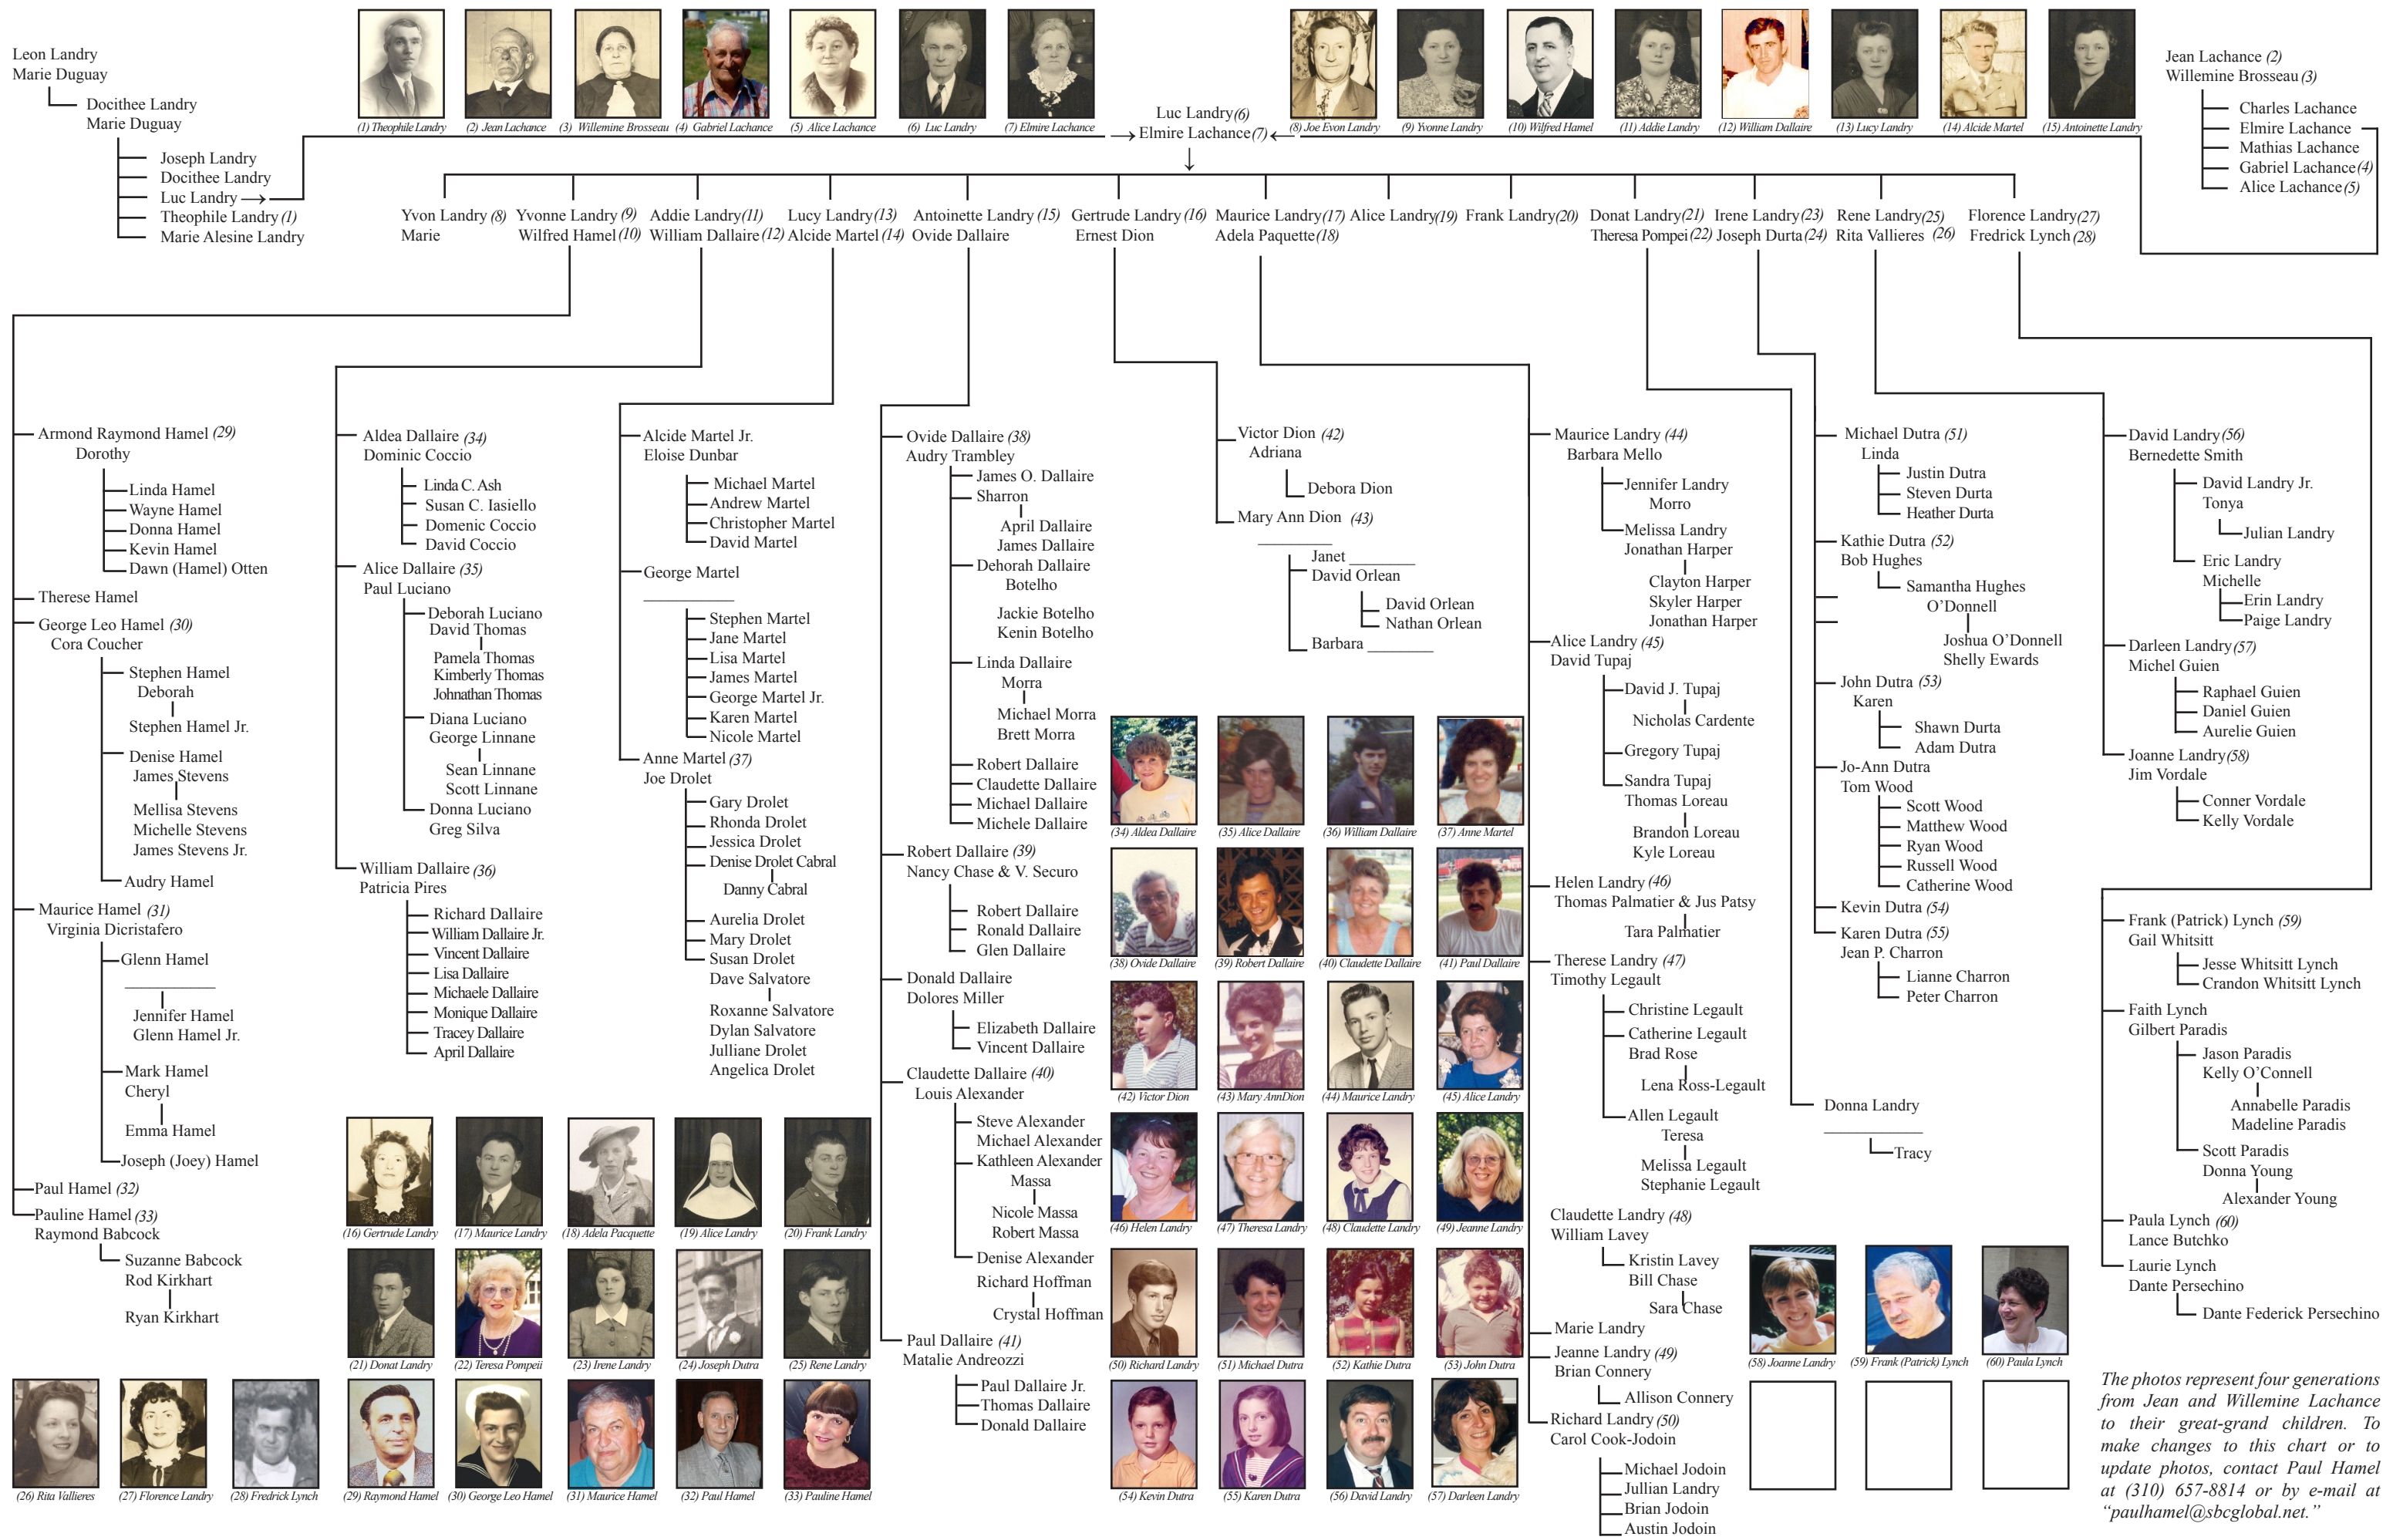 Leon Landry
Marie Duguay
Docithee Landry
Marie Duguay
Joseph Landry
Docithee Landry
Luc Landry
Theophile Landry (1)
Marie Alesine Landry
(1) Theophile Landry
(2) Jean Lachance
(3) Willemine Brosseau
(4) Gabriel Lachance
(5) Alice Lachance
(6) Luc Landry
(7) Elmire Lachance
Luc Landry(6)
Elmire Lachance(7)
(8) Joe Evon Landry
(9) Yvonne Landry
(10) Wilfred Hamel
(11) Addie Landry
(12) William Dallaire
(13) Lucy Landry
(14) Alcide Martel
(15) Antoinette Landry
Jean Lachance (2)
Willemine Brosseau (3)
Charles Lachance
Elmire Lachance
Mathias Lachance
Gabriel Lachance(4)
Alice Lachance(5)
Yvon Landry (8)
Marie
Yvonne Landry (9)
Wilfred Hamel (10)
Addie Landry(11)
William Dallaire (12)
Lucy Landry(13)
Alcide Martel (14)
Antoinette Landry (15)
Ovide Dallaire
Gertrude Landry (16)
Ernest Dion
Maurice Landry(17)
Adela Paquette(18)
Alice Landry(19)
Frank Landry(20)
Donat Landry(21)
Theresa Pompei(22)
Irene Landry(23)
Joseph Durta(24)
Rene Landry(25)
Rita Vallieres (26)
Florence Landry(27)
Fredrick Lynch(28)
Armond Raymond Hamel (29)
Dorothy
Linda Hamel
Wayne Hamel
Donna Hamel
Kevin Hamel
Dawn (Hamel) Otten
Therese Hamel
George Leo Hamel (30)
Cora Coucher
Stephen Hamel
Deborah
Stephen Hamel Jr.
Denise Hamel
James Stevens
Mellisa Stevens
Michelle Stevens
James Stevens Jr.
Audry Hamel
Maurice Hamel (31)
Virginia Dicristafero
Glenn Hamel
Jennifer Hamel
Glenn Hamel Jr.
Mark Hamel
Cheryl
Emma Hamel
Joseph (Joey) Hamel
Paul Hamel (32)
Pauline Hamel (33)
Raymond Babcock
Suzanne Babcock
Rod Kirkhart
Ryan Kirkhart
Aldea Dallaire (34)
Dominic Coccio
Linda C. Ash
Susan C. Iasiello
Domenic Coccio
David Coccio
Alice Dallaire (35)
Paul Luciano
Deborah Luciano
David Thomas
Pamela Thomas
Kimberly Thomas
Johnathan Thomas
Diana Luciano
George Linnane
Sean Linnane
Scott Linnane
Donna Luciano
Greg Silva
William Dallaire (36)
Patricia Pires
Richard Dallaire
William Dallaire Jr.
Vincent Dallaire
Lisa Dallaire
Michaele Dallaire
Monique Dallaire
Tracey Dallaire
April Dallaire
Alcide Martel Jr.
Eloise Dunbar
Michael Martel
Andrew Martel
Christopher Martel
David Martel
George Martel
Stephen Martel
Jane Martel
Lisa Martel
James Martel
George Martel Jr.
Karen Martel
Nicole Martel
Anne Martel (37)
Joe Drolet
Gary Drolet
Rhonda Drolet
Jessica Drolet
Denise Drolet Cabral
Danny Cabral
Aurelia Drolet
Mary Drolet
Susan Drolet
Dave Salvatore
Roxanne Salvatore
Dylan Salvatore
Julliane Drolet
Angelica Drolet
Ovide Dallaire (38)
Audry Trambley
James O. Dallaire
Sharron
April Dallaire
James Dallaire
Dehorah Dallaire
Botelho
Jackie Botelho
Kenin Botelho
Linda Dallaire
Morra
Michael Morra
Brett Morra
Robert Dallaire
Claudette Dallaire
Michael Dallaire
Michele Dallaire
Robert Dallaire (39)
Nancy Chase & V. Securo
Robert Dallaire
Ronald Dallaire
Glen Dallaire
Donald Dallaire
Dolores Miller
Elizabeth Dallaire
Vincent Dallaire
Claudette Dallaire (40)
Louis Alexander
Steve Alexander
Michael Alexander
Kathleen Alexander
Massa
Nicole Massa
Robert Massa
Denise Alexander
Richard Hoffman
Crystal Hoffman
Paul Dallaire (41)
Matalie Andreozzi
Paul Dallaire Jr.
Thomas Dallaire
Donald Dallaire
Victor Dion (42)
Adriana
Debora Dion
Mary Ann Dion (43)
Janet
David Orlean
David Orlean
Nathan Orlean
Barbara
Maurice Landry (44)
Barbara Mello
Jennifer Landry
Morro
Melissa Landry
Jonathan Harper
Clayton Harper
Skyler Harper
Jonathan Harper
Alice Landry (45)
David Tupaj
David J. Tupaj
Nicholas Cardente
Gregory Tupaj
Sandra Tupaj
Thomas Loreau
Brandon Loreau
Kyle Loreau
Helen Landry (46)
Thomas Palmatier & Jus Patsy
Tara Palmatier
Therese Landry (47)
Timothy Legault
Christine Legault
Catherine Legault
Brad Rose
Lena Ross-Legault
Allen Legault
Teresa
Melissa Legault
Stephanie Legault
Claudette Landry (48)
William Lavey
Kristin Lavey
Bill Chase
Sara Chase
Marie Landry
Jeanne Landry (49)
Brian Connery
Allison Connery
Richard Landry (50)
Carol Cook-Jodoin
Michael Jodoin
Jullian Landry
Brian Jodoin
Austin Jodoin
Donna Landry
Tracy
Michael Dutra (51)
Linda
Justin Dutra
Steven Durta
Heather Durta
Kathie Dutra (52)
Bob Hughes
Samantha Hughes
O'Donnell
Joshua O'Donnell
Shelly Ewards
John Dutra (53)
Karen
Shawn Durta
Adam Dutra
Jo-Ann Dutra
Tom Wood
Scott Wood
Matthew Wood
Ryan Wood
Russell Wood
Catherine Wood
Kevin Dutra (54)
Karen Dutra (55)
Jean P. Charron
Lianne Charron
Peter Charron
David Landry(56)
Bernedette Smith
David Landry Jr.
Tonya
Julian Landry
Eric Landry
Michelle
Erin Landry
Paige Landry
Darleen Landry(57)
Michel Guien
Raphael Guien
Daniel Guien
Aurelie Guien
Joanne Landry(58)
Jim Vordale
Conner Vordale
Kelly Vordale
Frank (Patrick) Lynch (59)
Gail Whitsitt
Jesse Whitsitt Lynch
Crandon Whitsitt Lynch
Faith Lynch
Gilbert Paradis
Jason Paradis
Kelly O'Connell
Annabelle Paradis
Madeline Paradis
Scott Paradis
Donna Young
Alexander Young
Paula Lynch (60)
Lance Butchko
Laurie Lynch
Dante Persechino
Dante Federick Persechino
(34) Aldea Dallaire
(35) Alice Dallaire
(36) William Dallaire
(37) Anne Martel
(38) Ovide Dallaire
(39) Robert Dallaire
(40) Claudette Dallaire
(41) Paul Dallaire
(42) Victor Dion
(43) Mary AnnDion
(44) Maurice Landry
(45) Alice Landry
(46) Helen Landry
(47) Theresa Landry
(48) Claudette Landry
(49) Jeanne Landry
(50) Richard Landry
(51) Michael Dutra
(52) Kathie Dutra
(53) John Dutra
(54) Kevin Dutra
(55) Karen Dutra
(56) David Landry
(57) Darleen Landry
(16) Gertrude Landry
(17) Maurice Landry
(18) Adela Pacquette
(19) Alice Landry
(20) Frank Landry
(21) Donat Landry
(22) Teresa Pompeii
(23) Irene Landry
(24) Joseph Dutra
(25) Rene Landry
(26) Rita Vallieres
(27) Florence Landry
(28) Fredrick Lynch
(29) Raymond Hamel
(30) George Leo Hamel
(31) Maurice Hamel
(32) Paul Hamel
(33) Pauline Hamel
(58) Joanne Landry
(59) Frank (Patrick) Lynch
(60) Paula Lynch
The photos represent four generations
from Jean and Willemine Lachance
to their great-grand children. To
make changes to this chart or to
update photos, contact Paul Hamel
at (310) 657-8814 or by e-mail at
“paulhamel@sbcglobal.net.”